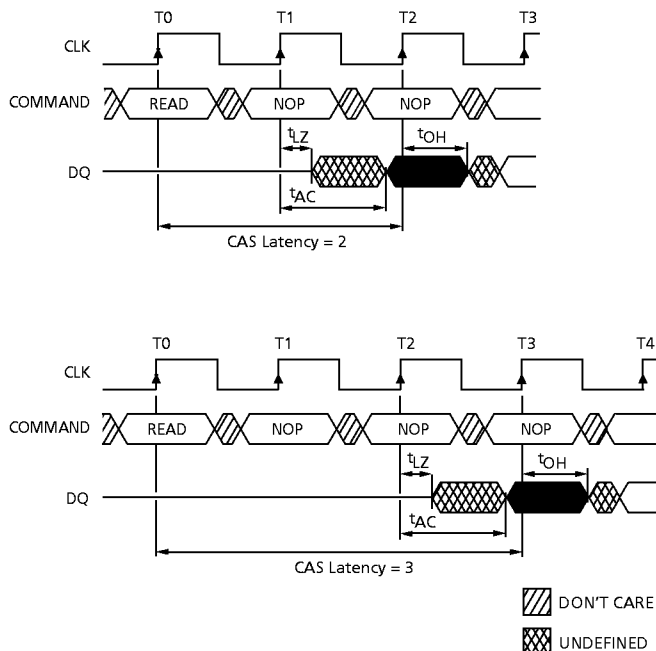 T0 T1 T2 T3
CLK
COMMAND READ NOP NOP
tLZ tOH
DQ
tAC
CAS Latency = 2
T0 T1 T2 T3 T4
CLK
COMMAND READ NOP NOP NOP
tLZ tOH
DQ
tAC
CAS Latency = 3
DON'T CARE
UNDEFINED